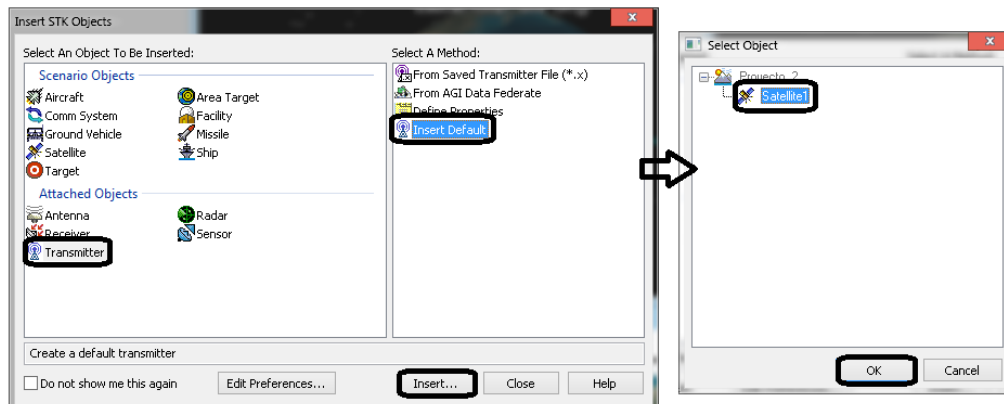 Insert STK Objects
Select An Object To Be Inserted:
Scenario Objects
Aircraft
Area Target
Comm System
Facility
Ground Vehicle
Missile
Satellite
Ship
Target
Attached Objects
Antenna
Radar
Receiver
Sensor
Transmitter
Select A Method:
From Saved Transmitter File (*.x)
From AGI Data Federate
Define Properties
Insert Default
Create a default transmitter
Do not show me this again
Edit Preferences...
Insert...
Close
Help
Select Object
Proyecto_2
Satellite1
OK
Cancel